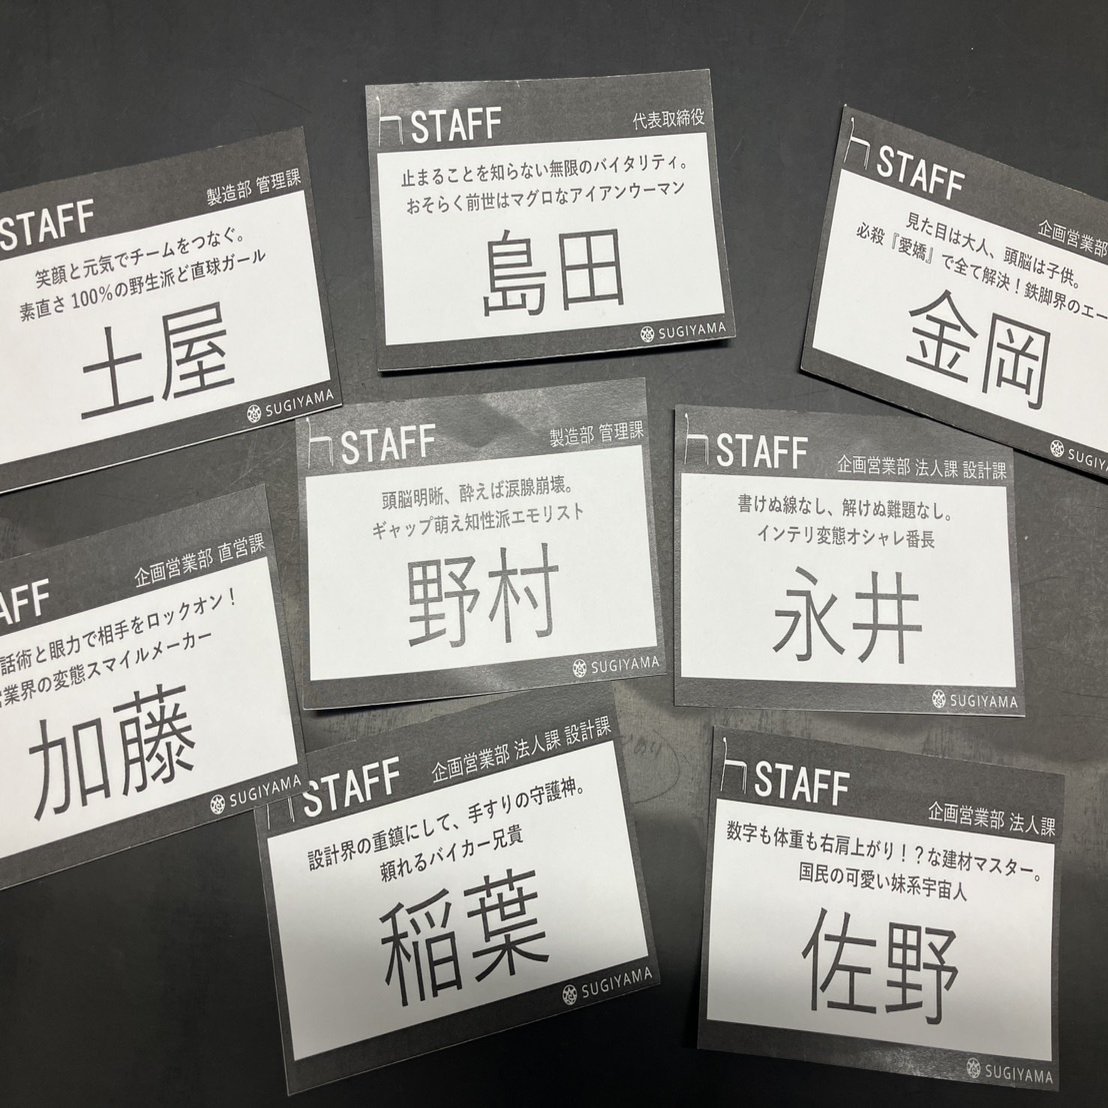 STAFF
製造部 管理課
笑顔と元気でチームをつなぐ。
素直さ100%の野生派ど直球ガール
土屋
SUGIYAMA
STAFF
代表取締役
止まることを知らない無限のバイタリティ。
おそらく前世はマグロなアイアンウーマン
島田
SUGIYAMA
STAFF
企画営業部
見た目は大人、頭脳は子供。
必殺『愛嬌』で全て解決！鉄脚界のエー
金岡
SUGIYA
STAFF
製造部 管理課
頭脳明晰、酔えば涙腺崩壊。
ギャップ萌え知性派エモリスト
野村
SUGIYAMA
STAFF
企画営業部 法人課 設計課
書けぬ線なし、解けぬ難題なし。
インテリ変態オシャレ番長
永井
SUGIYAMA
AFF
企画営業部 直営課
話術と眼力で相手をロックオン！
業界の変態スマイルメーカー
加藤
SUGIYAMA
STAFF
企画営業部 法人課 設計課
設計界の重鎮にして、手すりの守護神。
頼れるバイカー兄貴
稲葉
SUGIYAMA
STAFF
企画営業部 法人課
数字も体重も右肩上がり！？な建材マスター。
国民の可愛い妹系宇宙人
佐野
SUGIYAMA